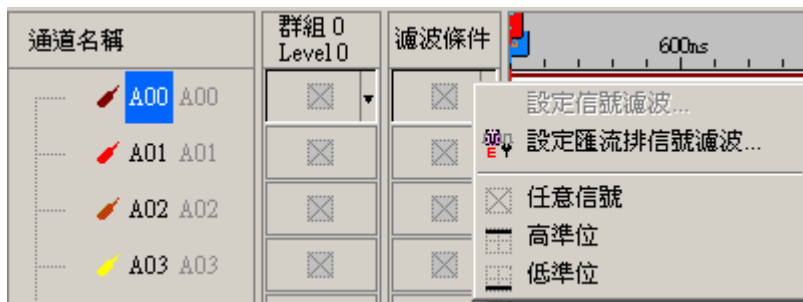 通道名稱
群組 0
Level 0
濾波條件
600ns
A00 A00
A01 A01
A02 A02
A03 A03
設定信號濾波...
設定匯流排信號濾波...
任意信號
高準位
低準位